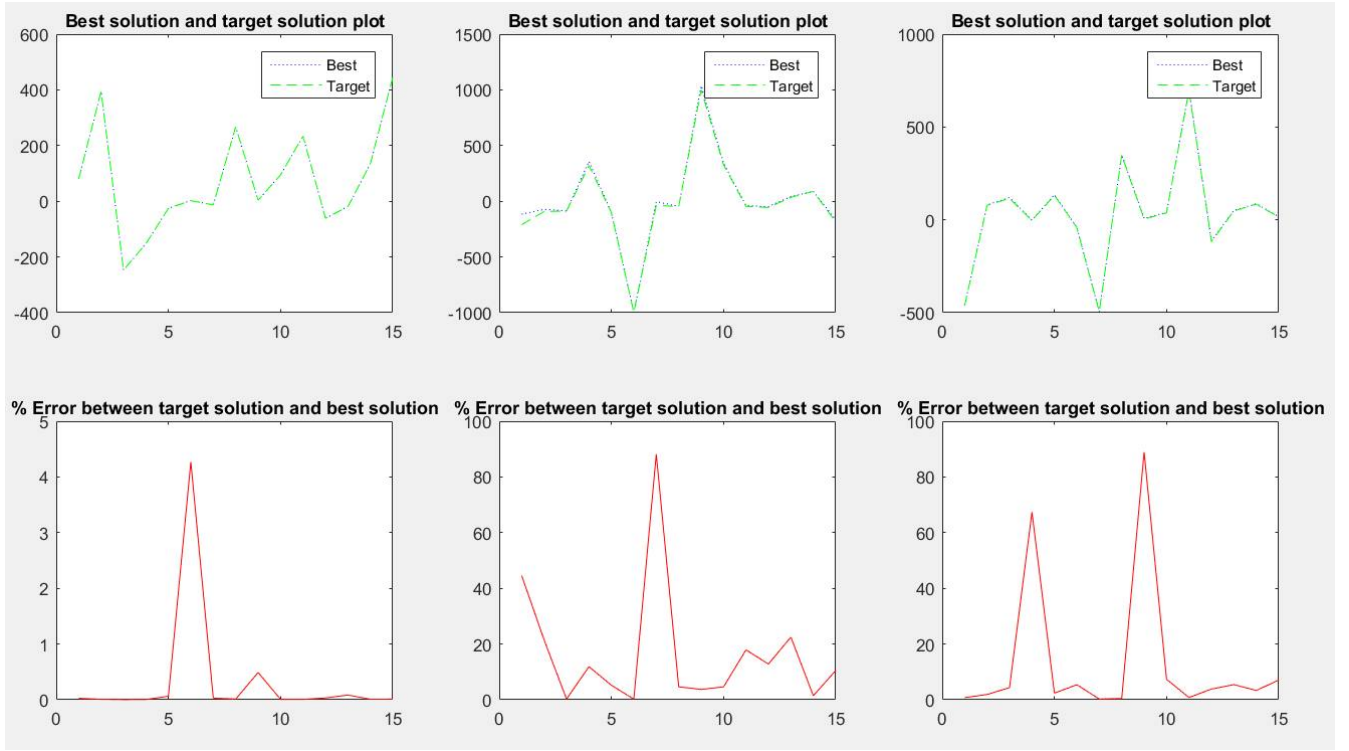 Best solution and target solution plot
600
400
200
0
-200
-400
0 5 10 15
Best
Target
Best solution and target solution plot
1500
1000
500
0
-500
-1000
0 5 10 15
Best
Target
Best solution and target solution plot
1000
500
0
-500
0 5 10 15
Best
Target
% Error between target solution and best solution
5
4
3
2
1
0
0 5 10 15
% Error between target solution and best solution
100
80
60
40
20
0
0 5 10 15
% Error between target solution and best solution
100
80
60
40
20
0
0 5 10 15